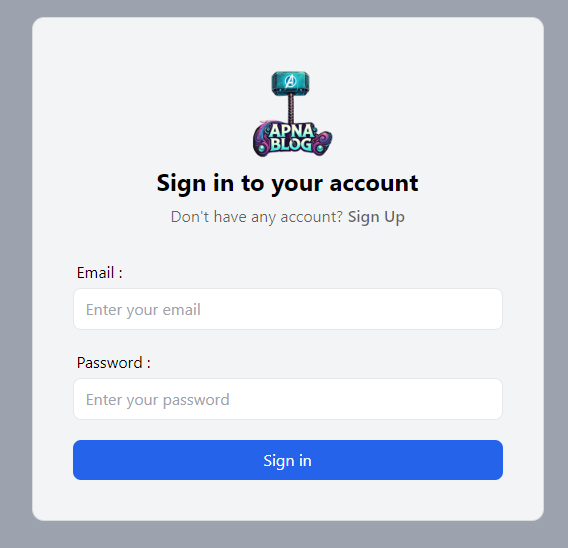 APNA
BLOG
Sign in to your account
Don't have any account? Sign Up
Email :
Enter your email
Password :
Enter your password
Sign in